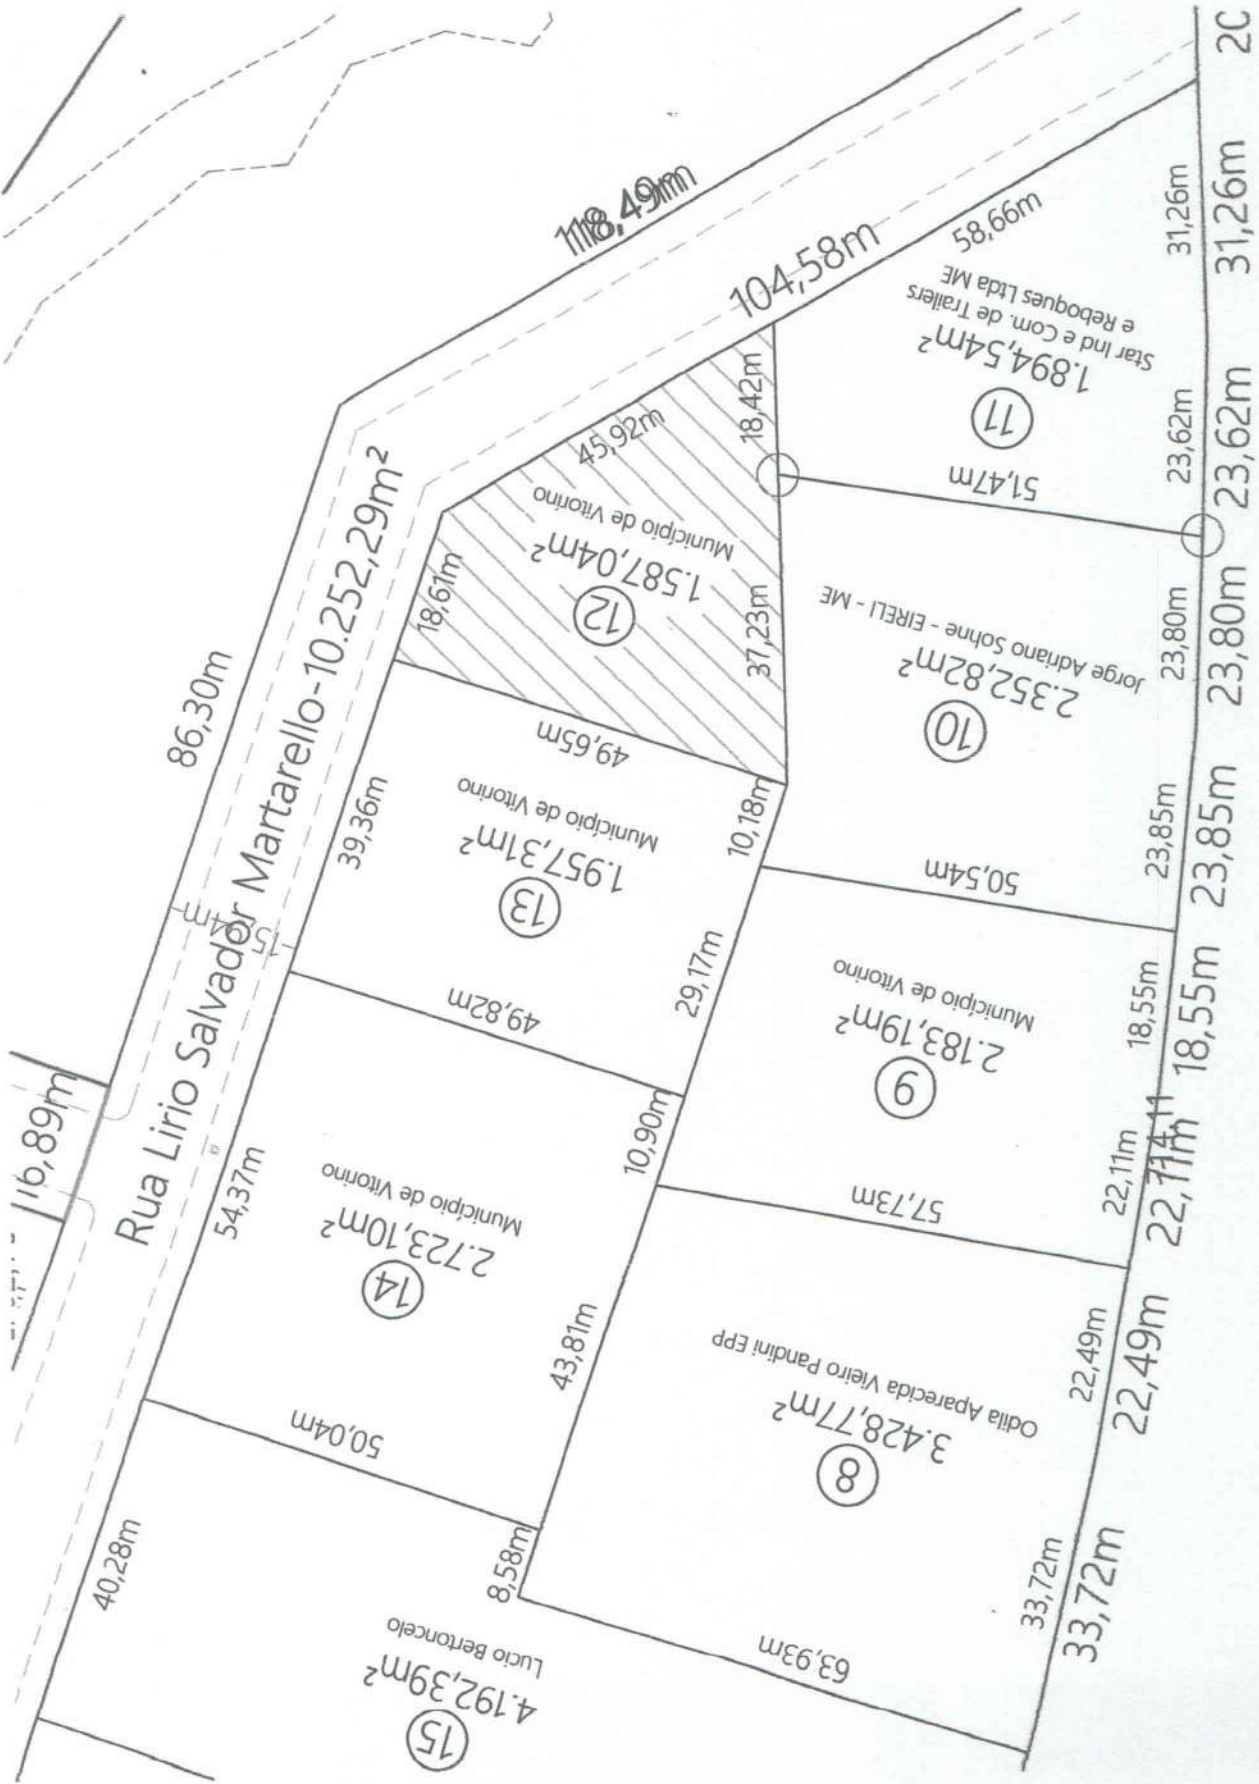 118,49m
104,58m
58,66m
31,26m
31,26m
2C
Star Ind e Com. de Trailers
e Reboques Ltda ME
1.894,54m²
11
23,62m
23,62m
51,47m
18,42m
45,92m
Município de Vitorino
1.587,04m²
12
18,61m
37,23m
86,30m
Rua Lirio Salvador Martarello-10.252,29m²
Jorge Adriano Sohne - EIRELI - ME
2.352,82m²
10
23,80m
23,80m
23,85m
23,85m
50,54m
49,65m
39,36m
Município de Vitorino
1.957,31m²
13
10,18m
29,17m
49,82m
Município de Vitorino
2.183,19m²
9
18,55m
18,55m
22,11m
22,11m
57,73m
10,90m
16,89m
54,37m
Município de Vitorino
2.723,10m²
14
43,81m
50,04m
Odila Aparecida Vieiro Pandini EPP
3.428,77m²
8
22,49m
22,49m
33,72m
33,72m
63,93m
8,58m
40,28m
Lucio Bertoncelo
4.192,39m²
15